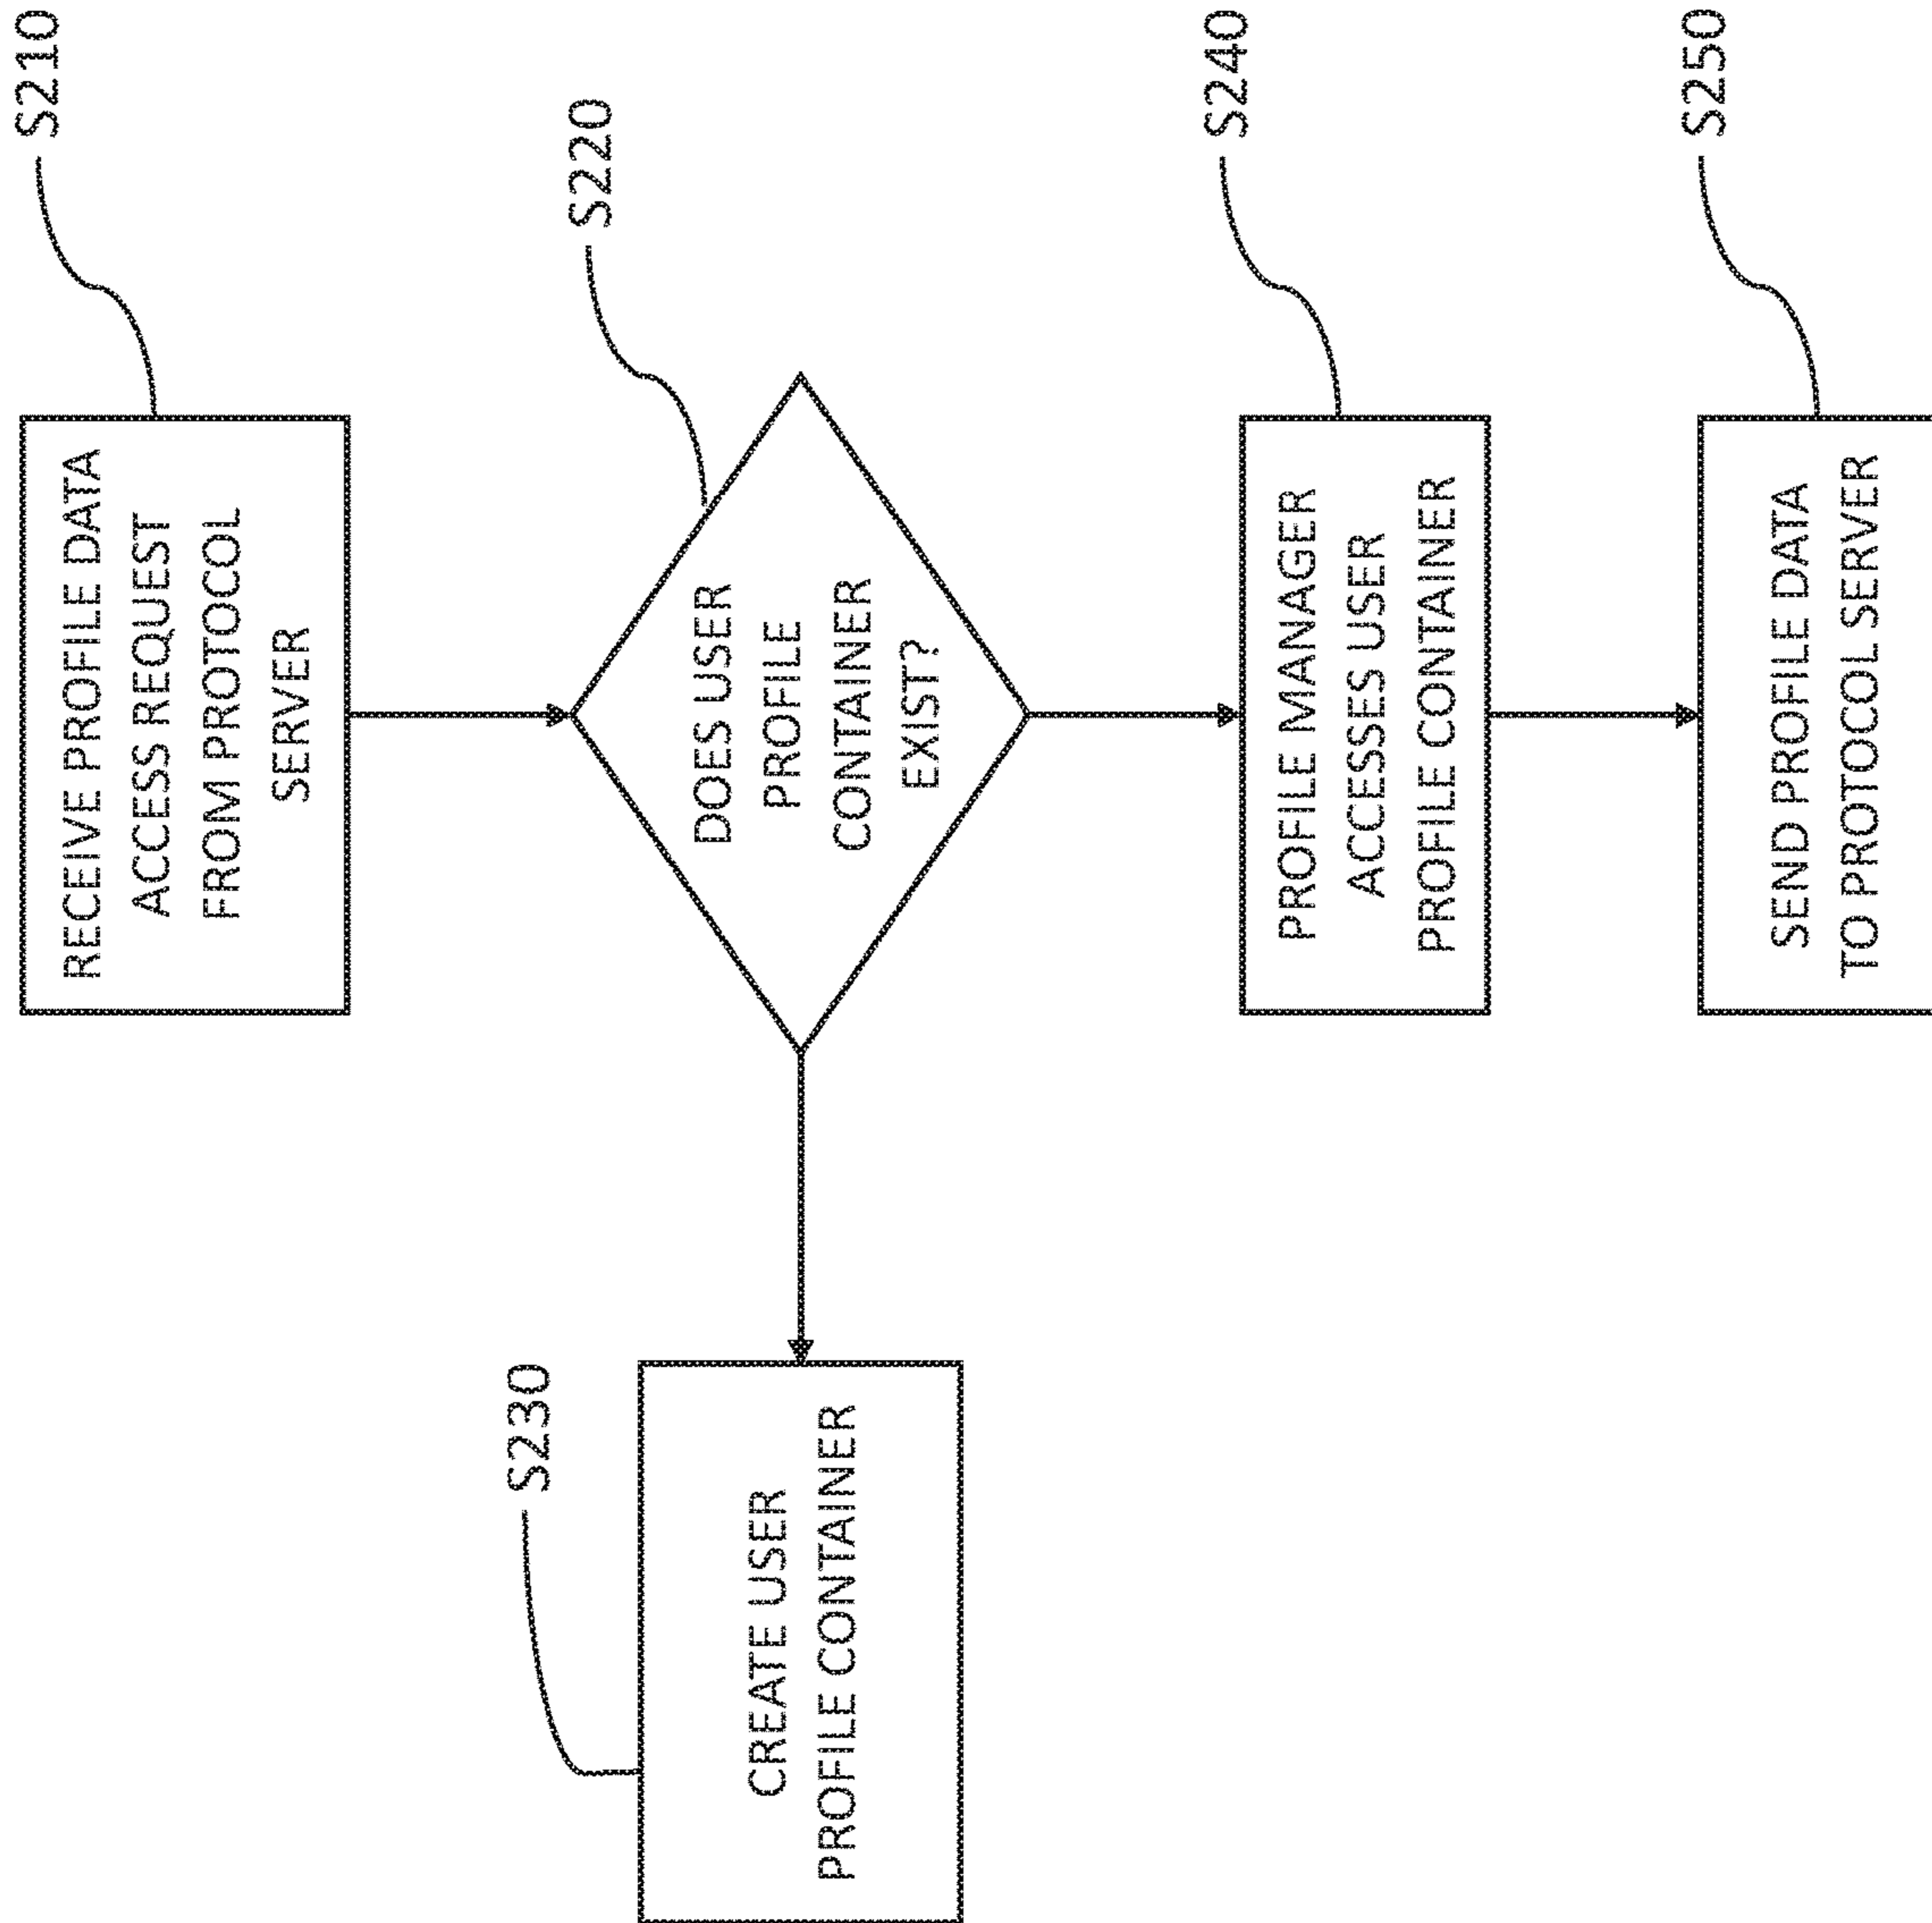 S210
RECEIVE PROFILE DATA
ACCESS REQUEST
FROM PROTOCOL
SERVER
S220
DOES USER
PROFILE
CONTAINER
EXIST?
S230
CREATE USER
PROFILE CONTAINER
S240
PROFILE MANAGER
ACCESSES USER
PROFILE CONTAINER
S250
SEND PROFILE DATA
TO PROTOCOL SERVER